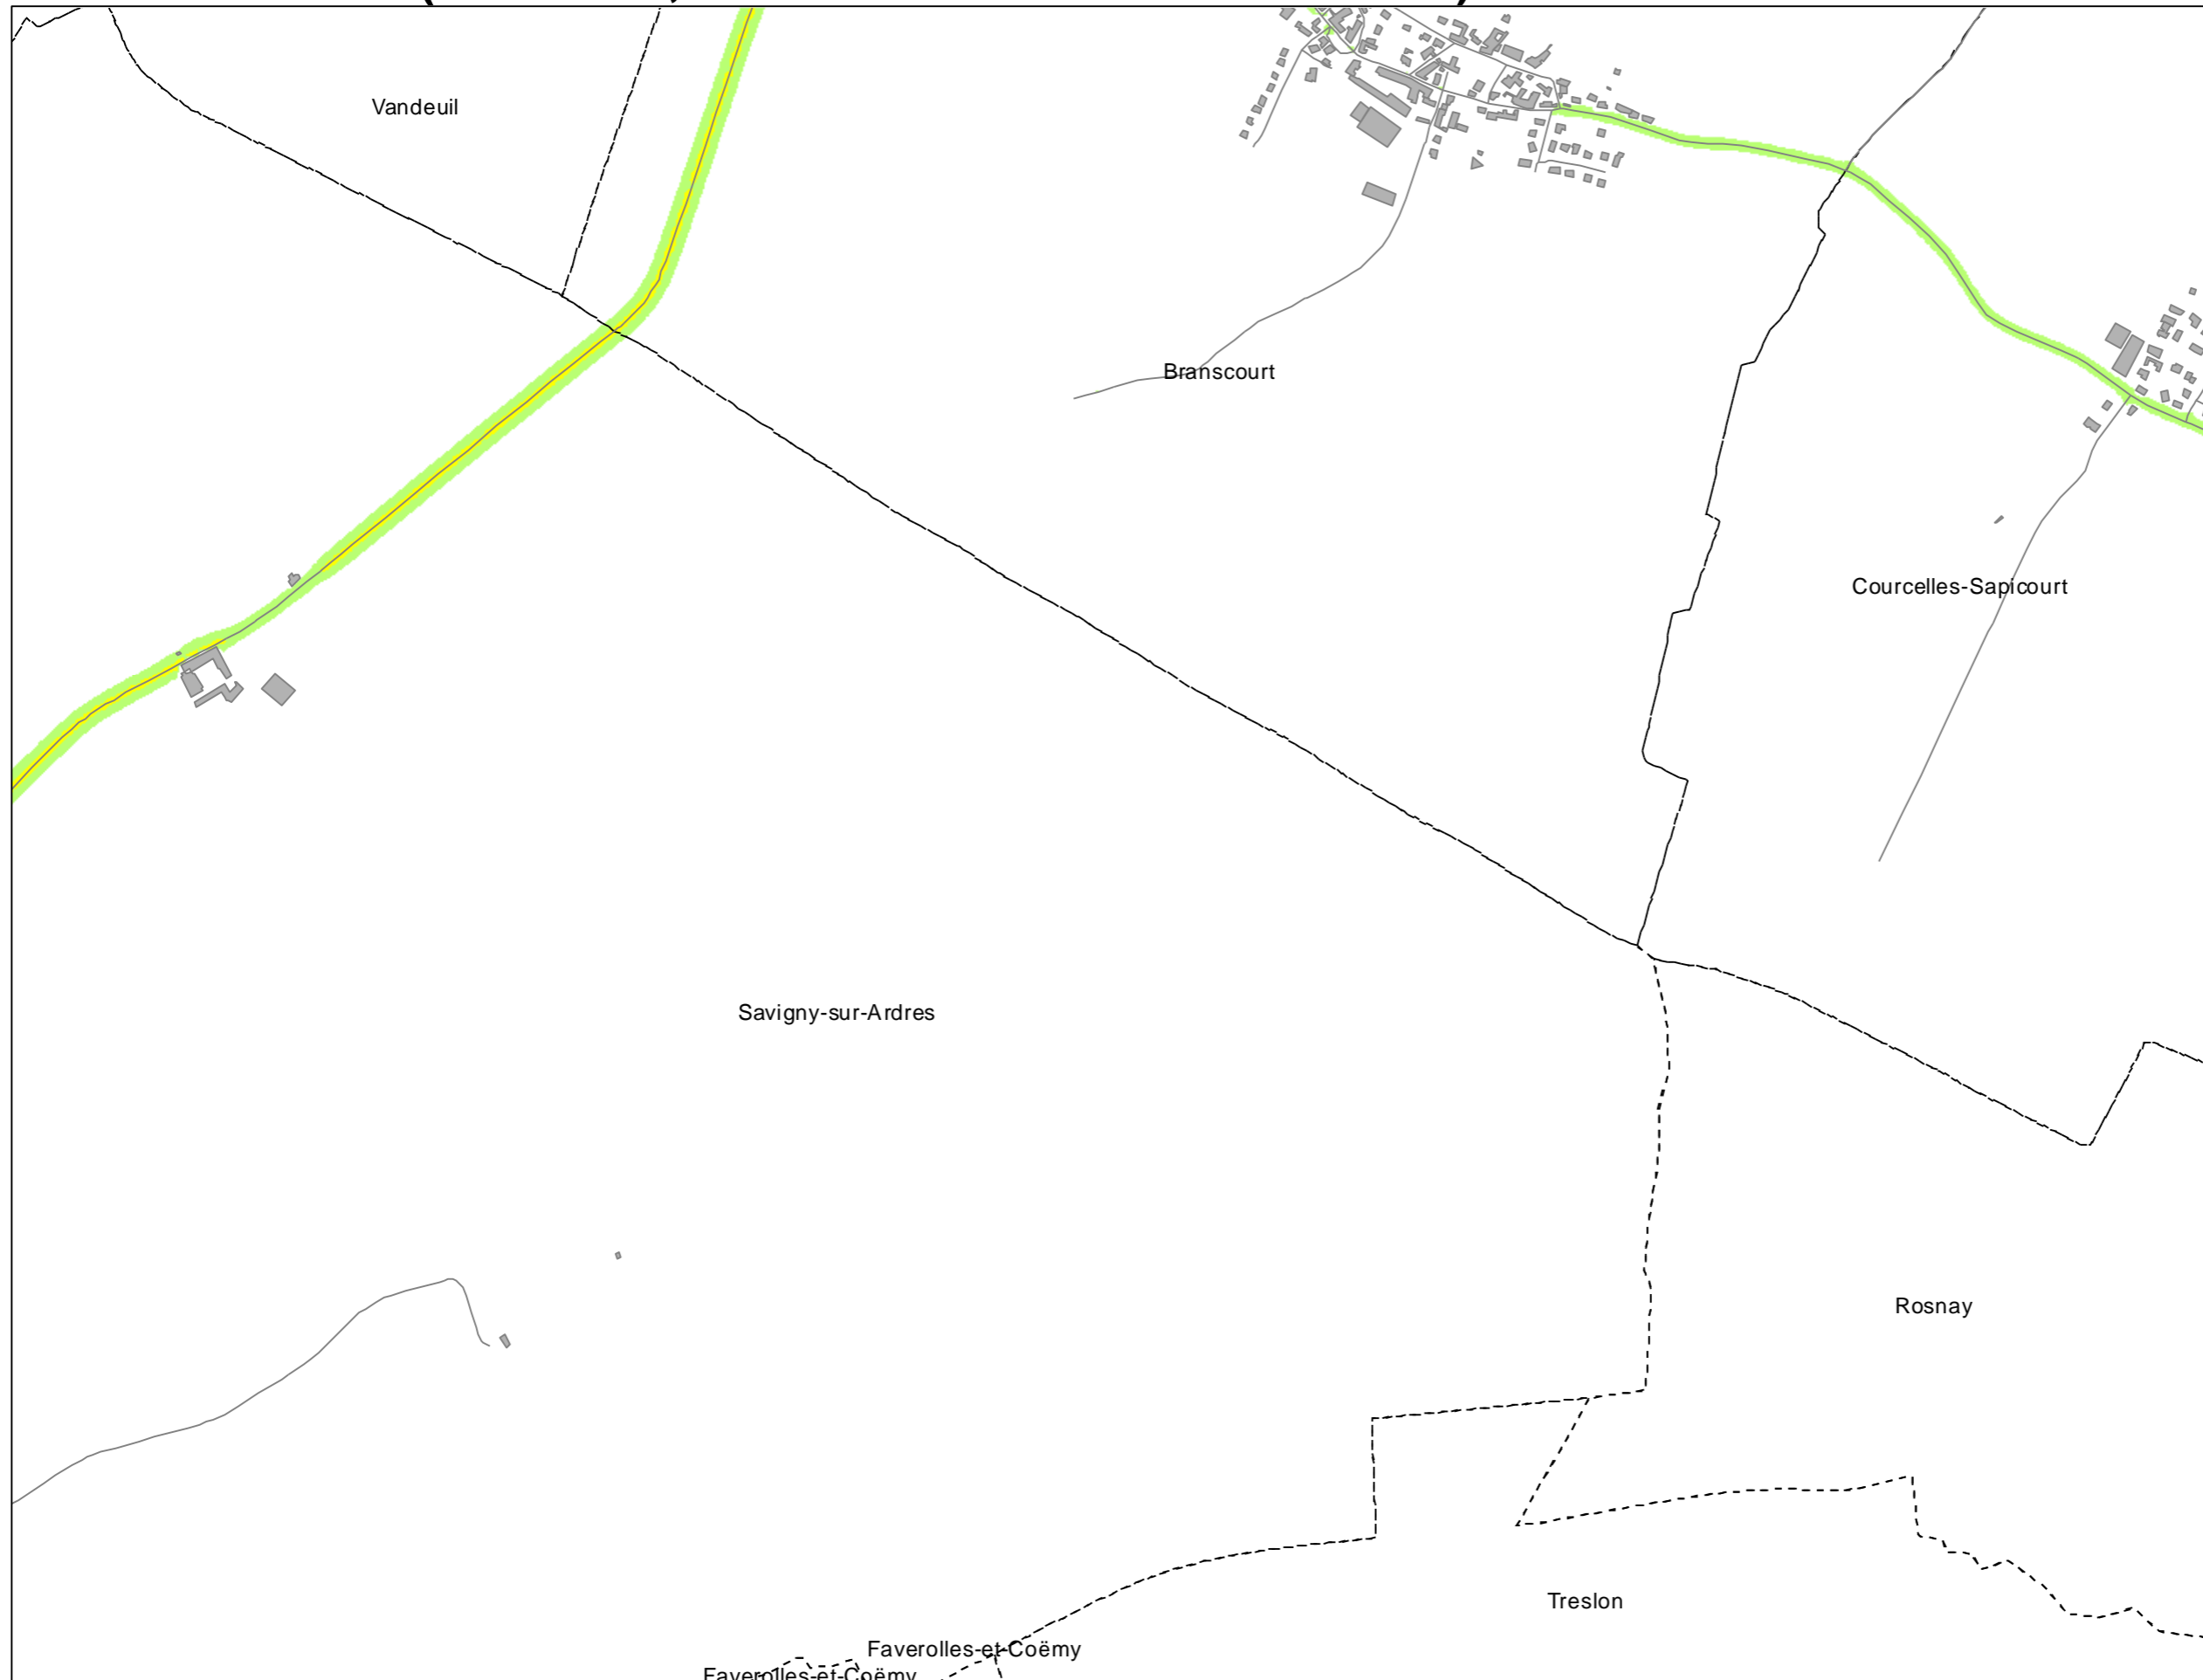 Vandeuil
Branscourt
Courcelles-Sapicourt
Savigny-sur-Ardres
Rosnay
Treslon
Faverolles-et-Coëmy
Faverolles-et-Coëmy